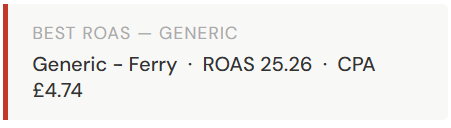 BEST ROAS — GENERIC
Generic - Ferry · ROAS 25.26 · CPA
£4.74